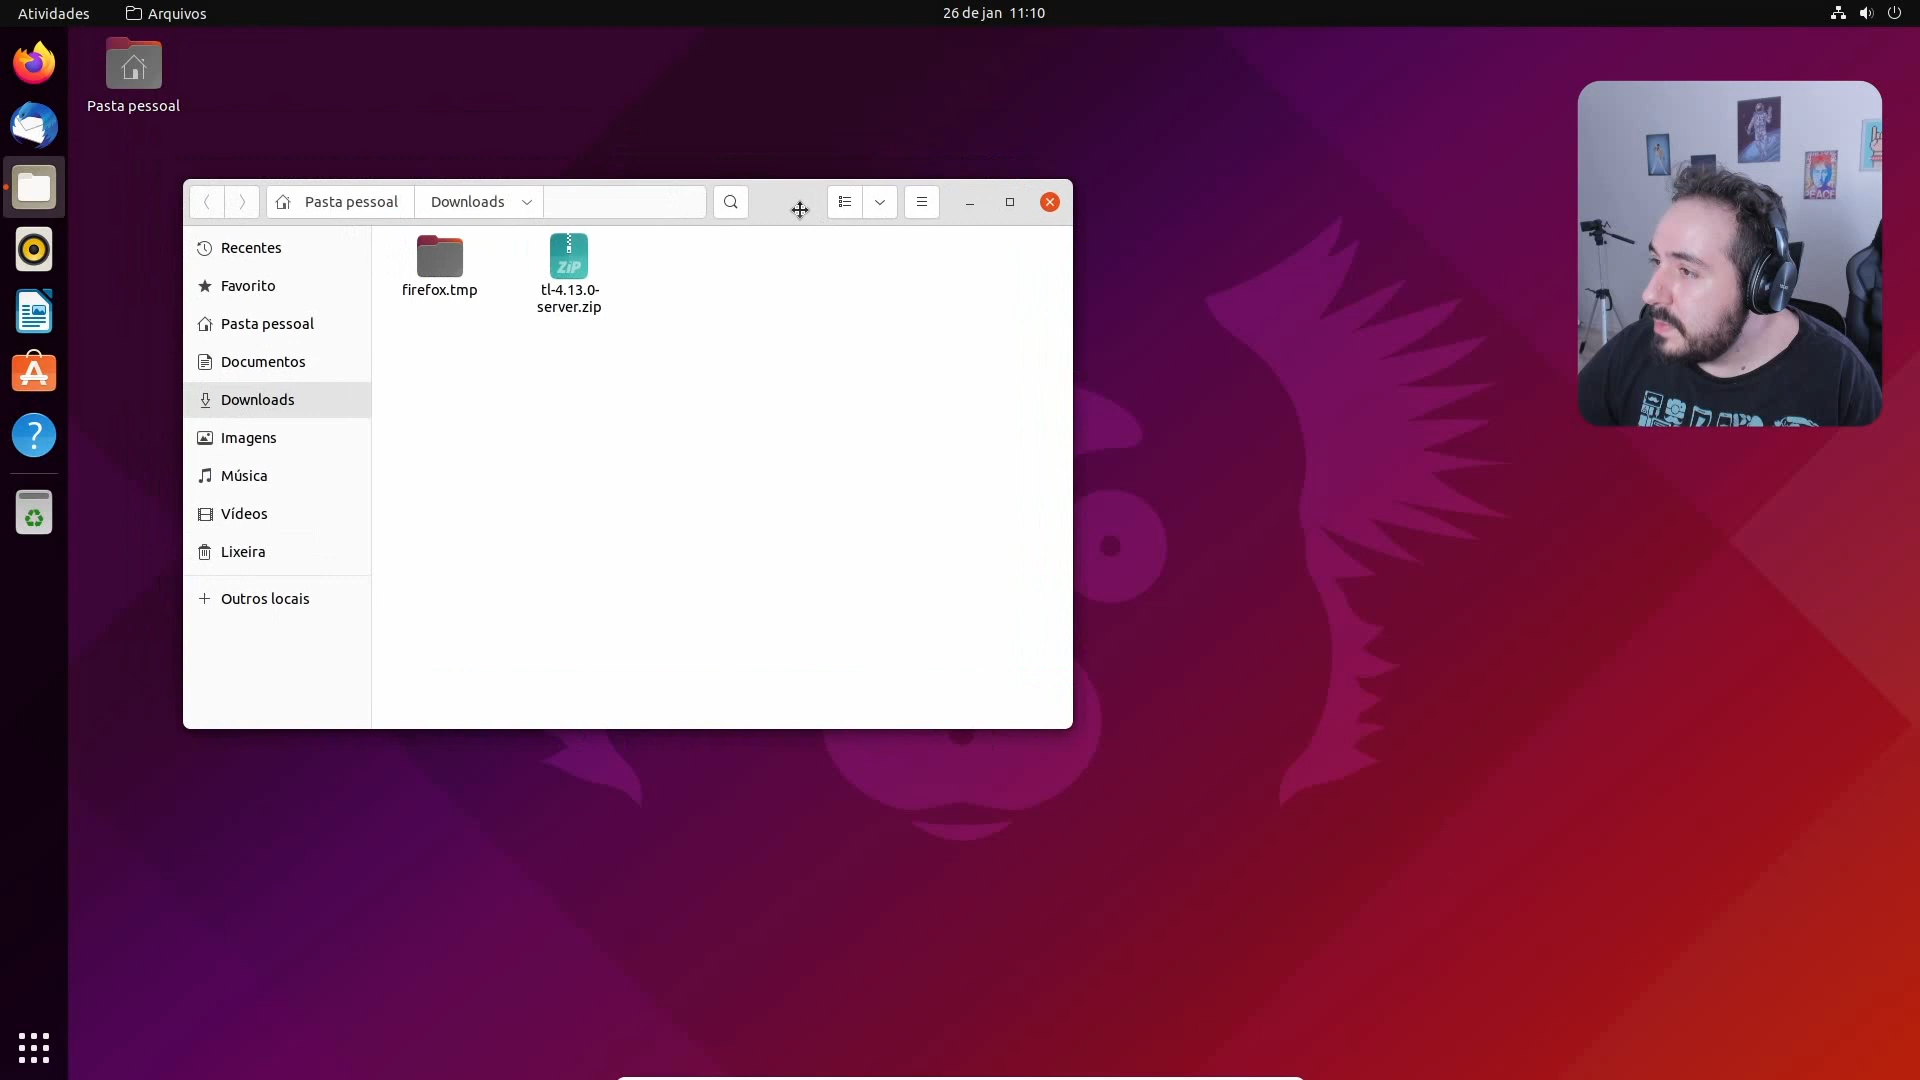 Atividades
Arquivos
26 de jan 11:10
Pasta pessoal
Pasta pessoal
Downloads
Recentes
Favorito
Pasta pessoal
Documentos
Downloads
Imagens
Música
Vídeos
Lixeira
Outros locais
firefox.tmp
ZIP
tl-4.13.0-
server.zip
PEACE